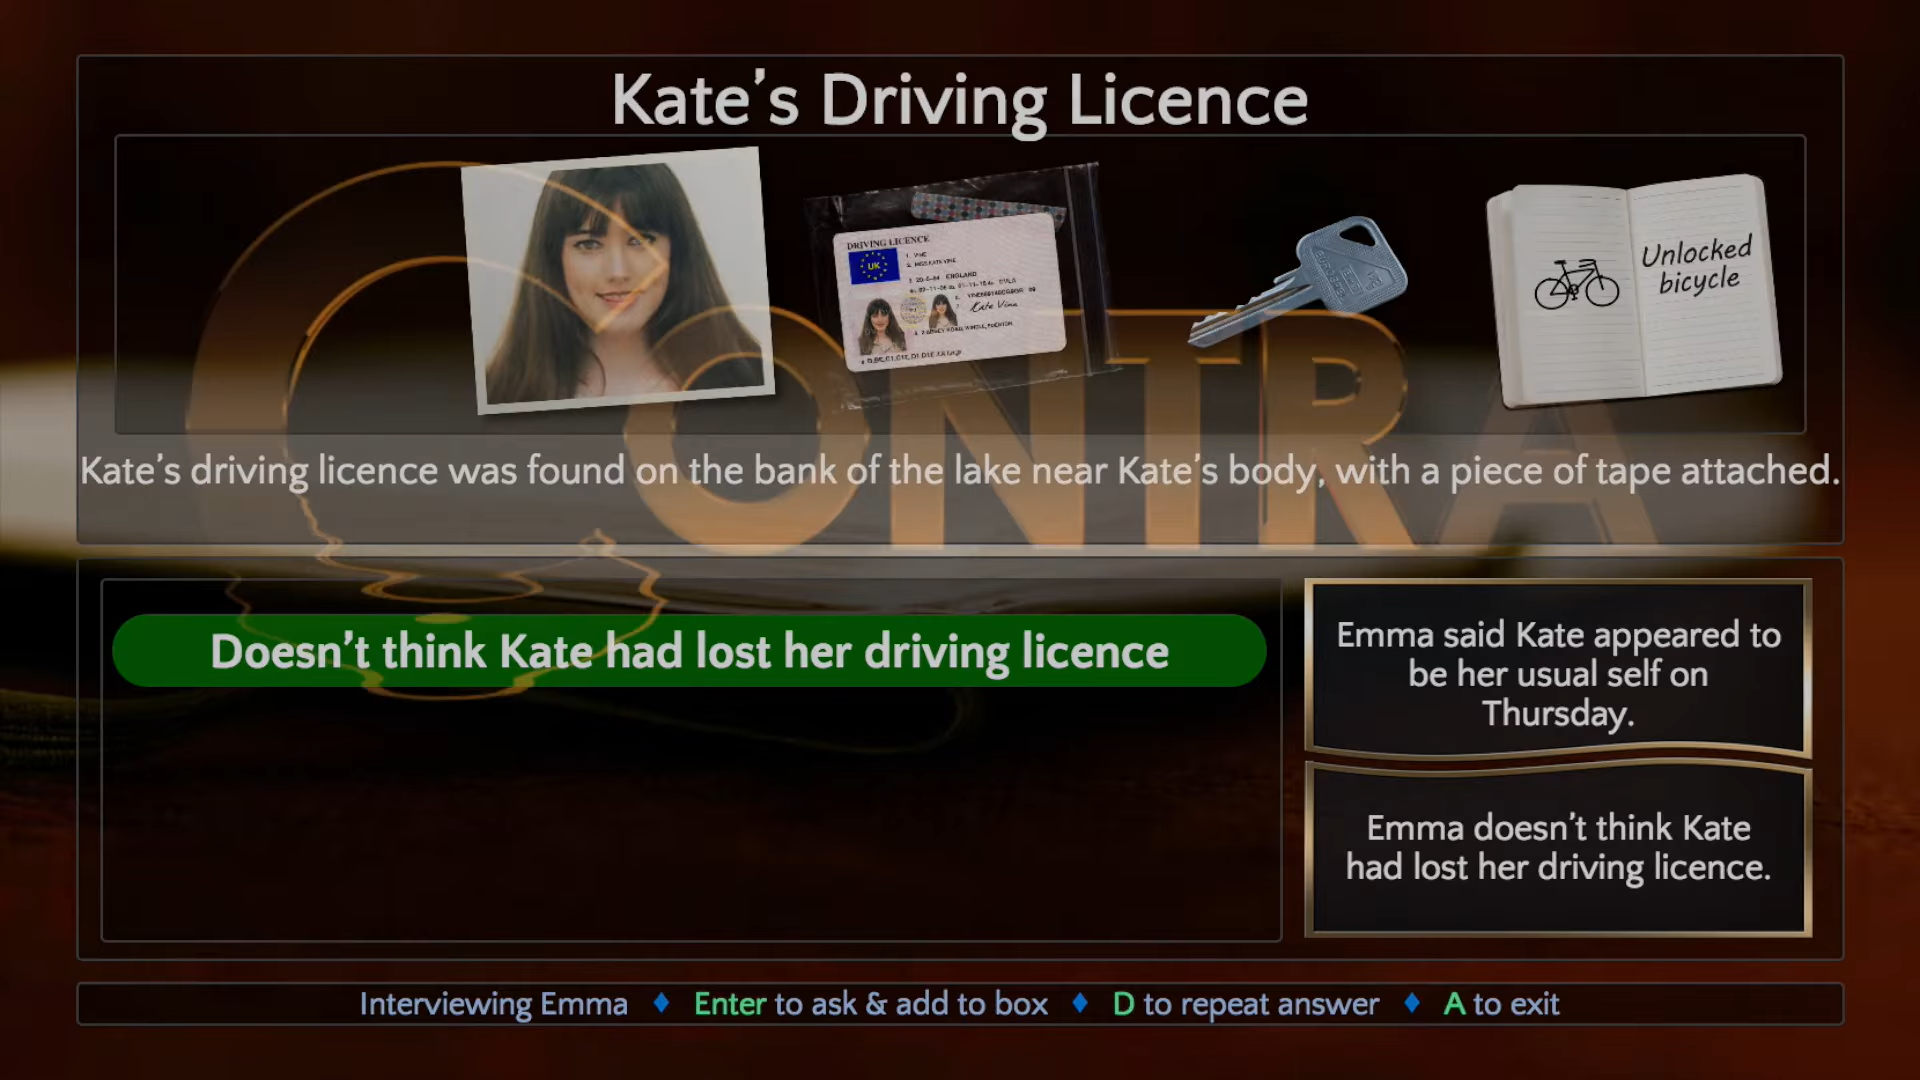 Kate's Driving Licence
DRIVING LICENCE
UK
Kate Vine
Unlocked
bicycle
CONTRA
Kate's driving licence was found on the bank of the lake near Kate's body, with a piece of tape attached.
Doesn't think Kate had lost her driving licence
Emma said Kate appeared to
be her usual self on
Thursday.
Emma doesn't think Kate
had lost her driving licence.
Interviewing Emma ♦ Enter to ask & add to box ♦ D to repeat answer ♦ A to exit